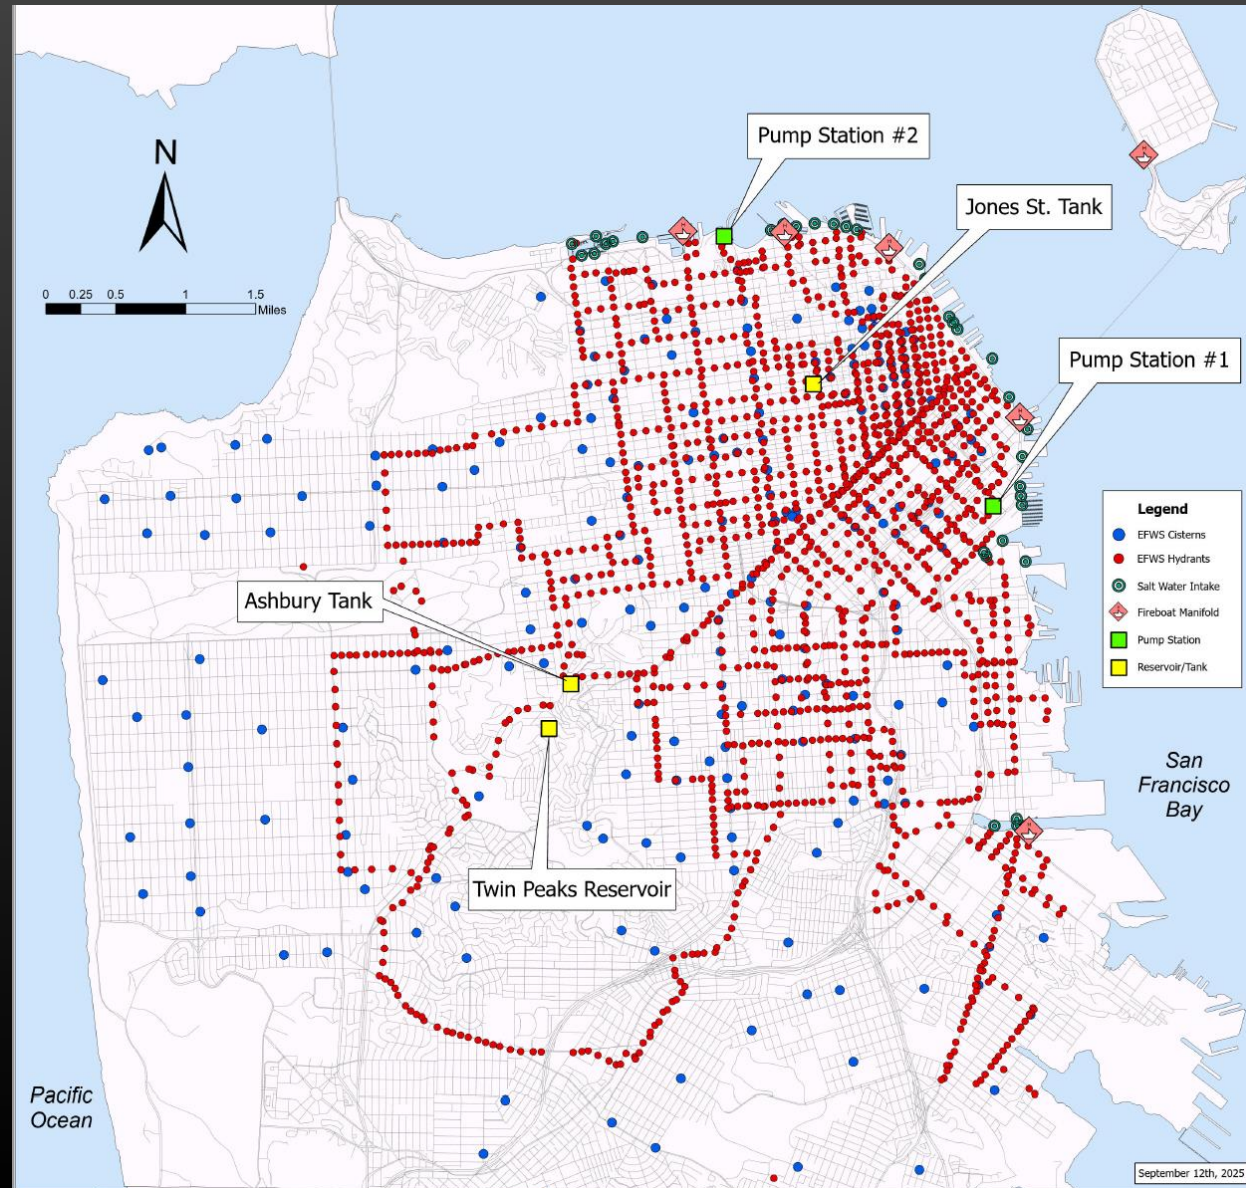 N
0 0.25 0.5 1 1.5
Miles
Pump Station #2
Jones St. Tank
Pump Station #1
Ashbury Tank
Twin Peaks Reservoir
Legend
EFWS Cisterns
EFWS Hydrants
Salt Water Intake
Fireboat Manifold
Pump Station
Reservoir/Tank
San
Francisco
Bay
Pacific
Ocean
September 12th, 2025